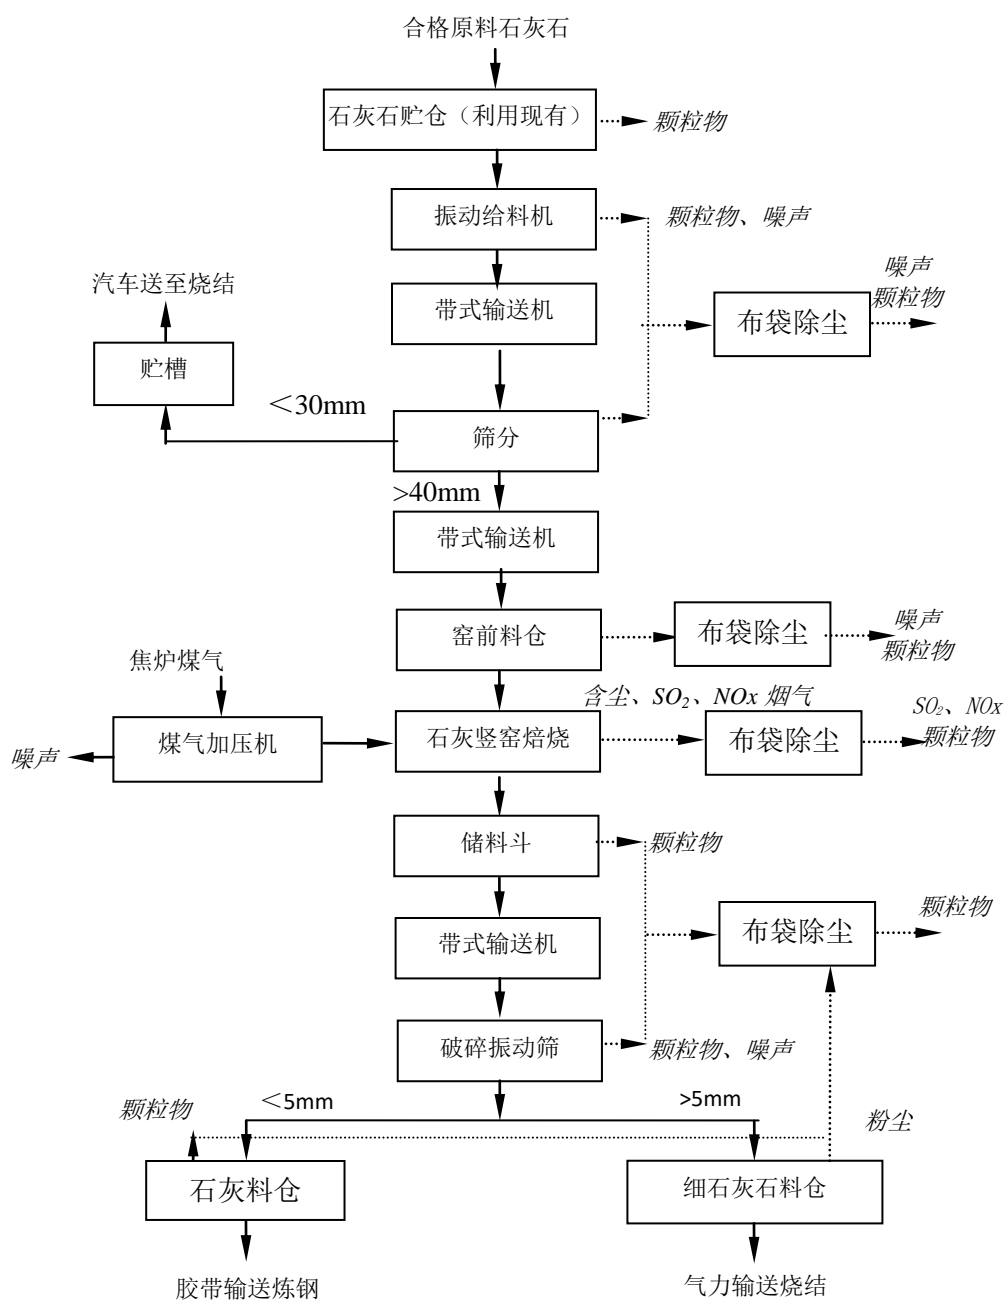 合格原料石灰石
石灰石贮仓（利用现有）
颗粒物
振动给料机
颗粒物、噪声
汽车送至烧结
带式输送机
噪声
颗粒物
布袋除尘
贮槽
＜30mm
筛分
>40mm
带式输送机
窑前料仓
布袋除尘
噪声
颗粒物
焦炉煤气
含尘、SO₂、NOx 烟气
SO₂、NOx
颗粒物
噪声
煤气加压机
石灰竖窑焙烧
布袋除尘
储料斗
颗粒物
带式输送机
布袋除尘
颗粒物
破碎振动筛
颗粒物、噪声
＜5mm
>5mm
颗粒物
粉尘
石灰料仓
细石灰石料仓
胶带输送炼钢
气力输送烧结